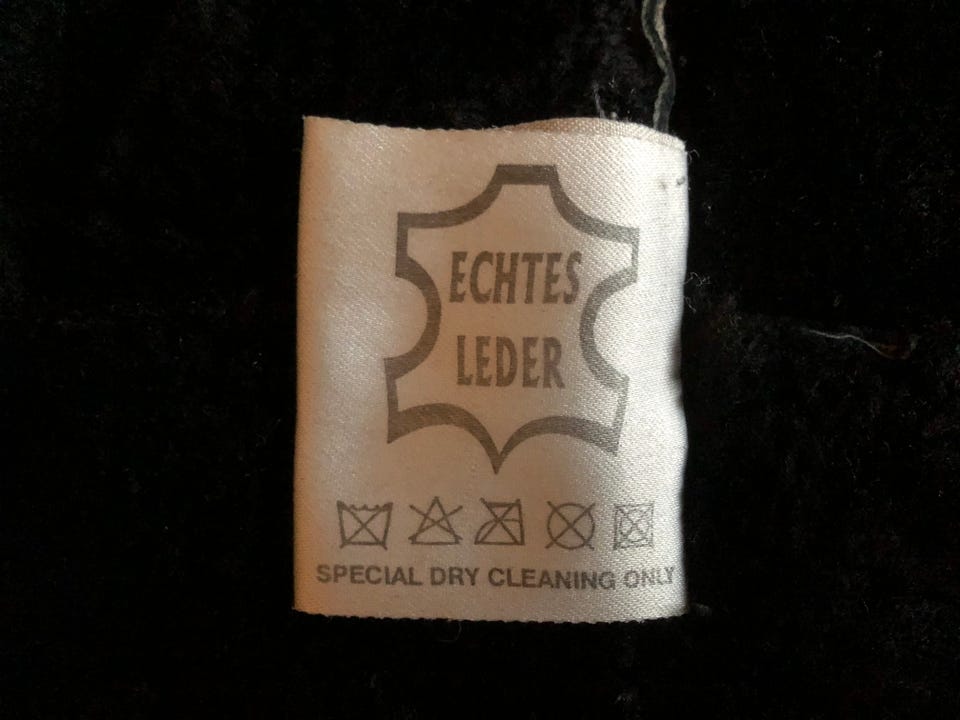 ECHTES
LEDER
SPECIAL DRY CLEANING ONLY